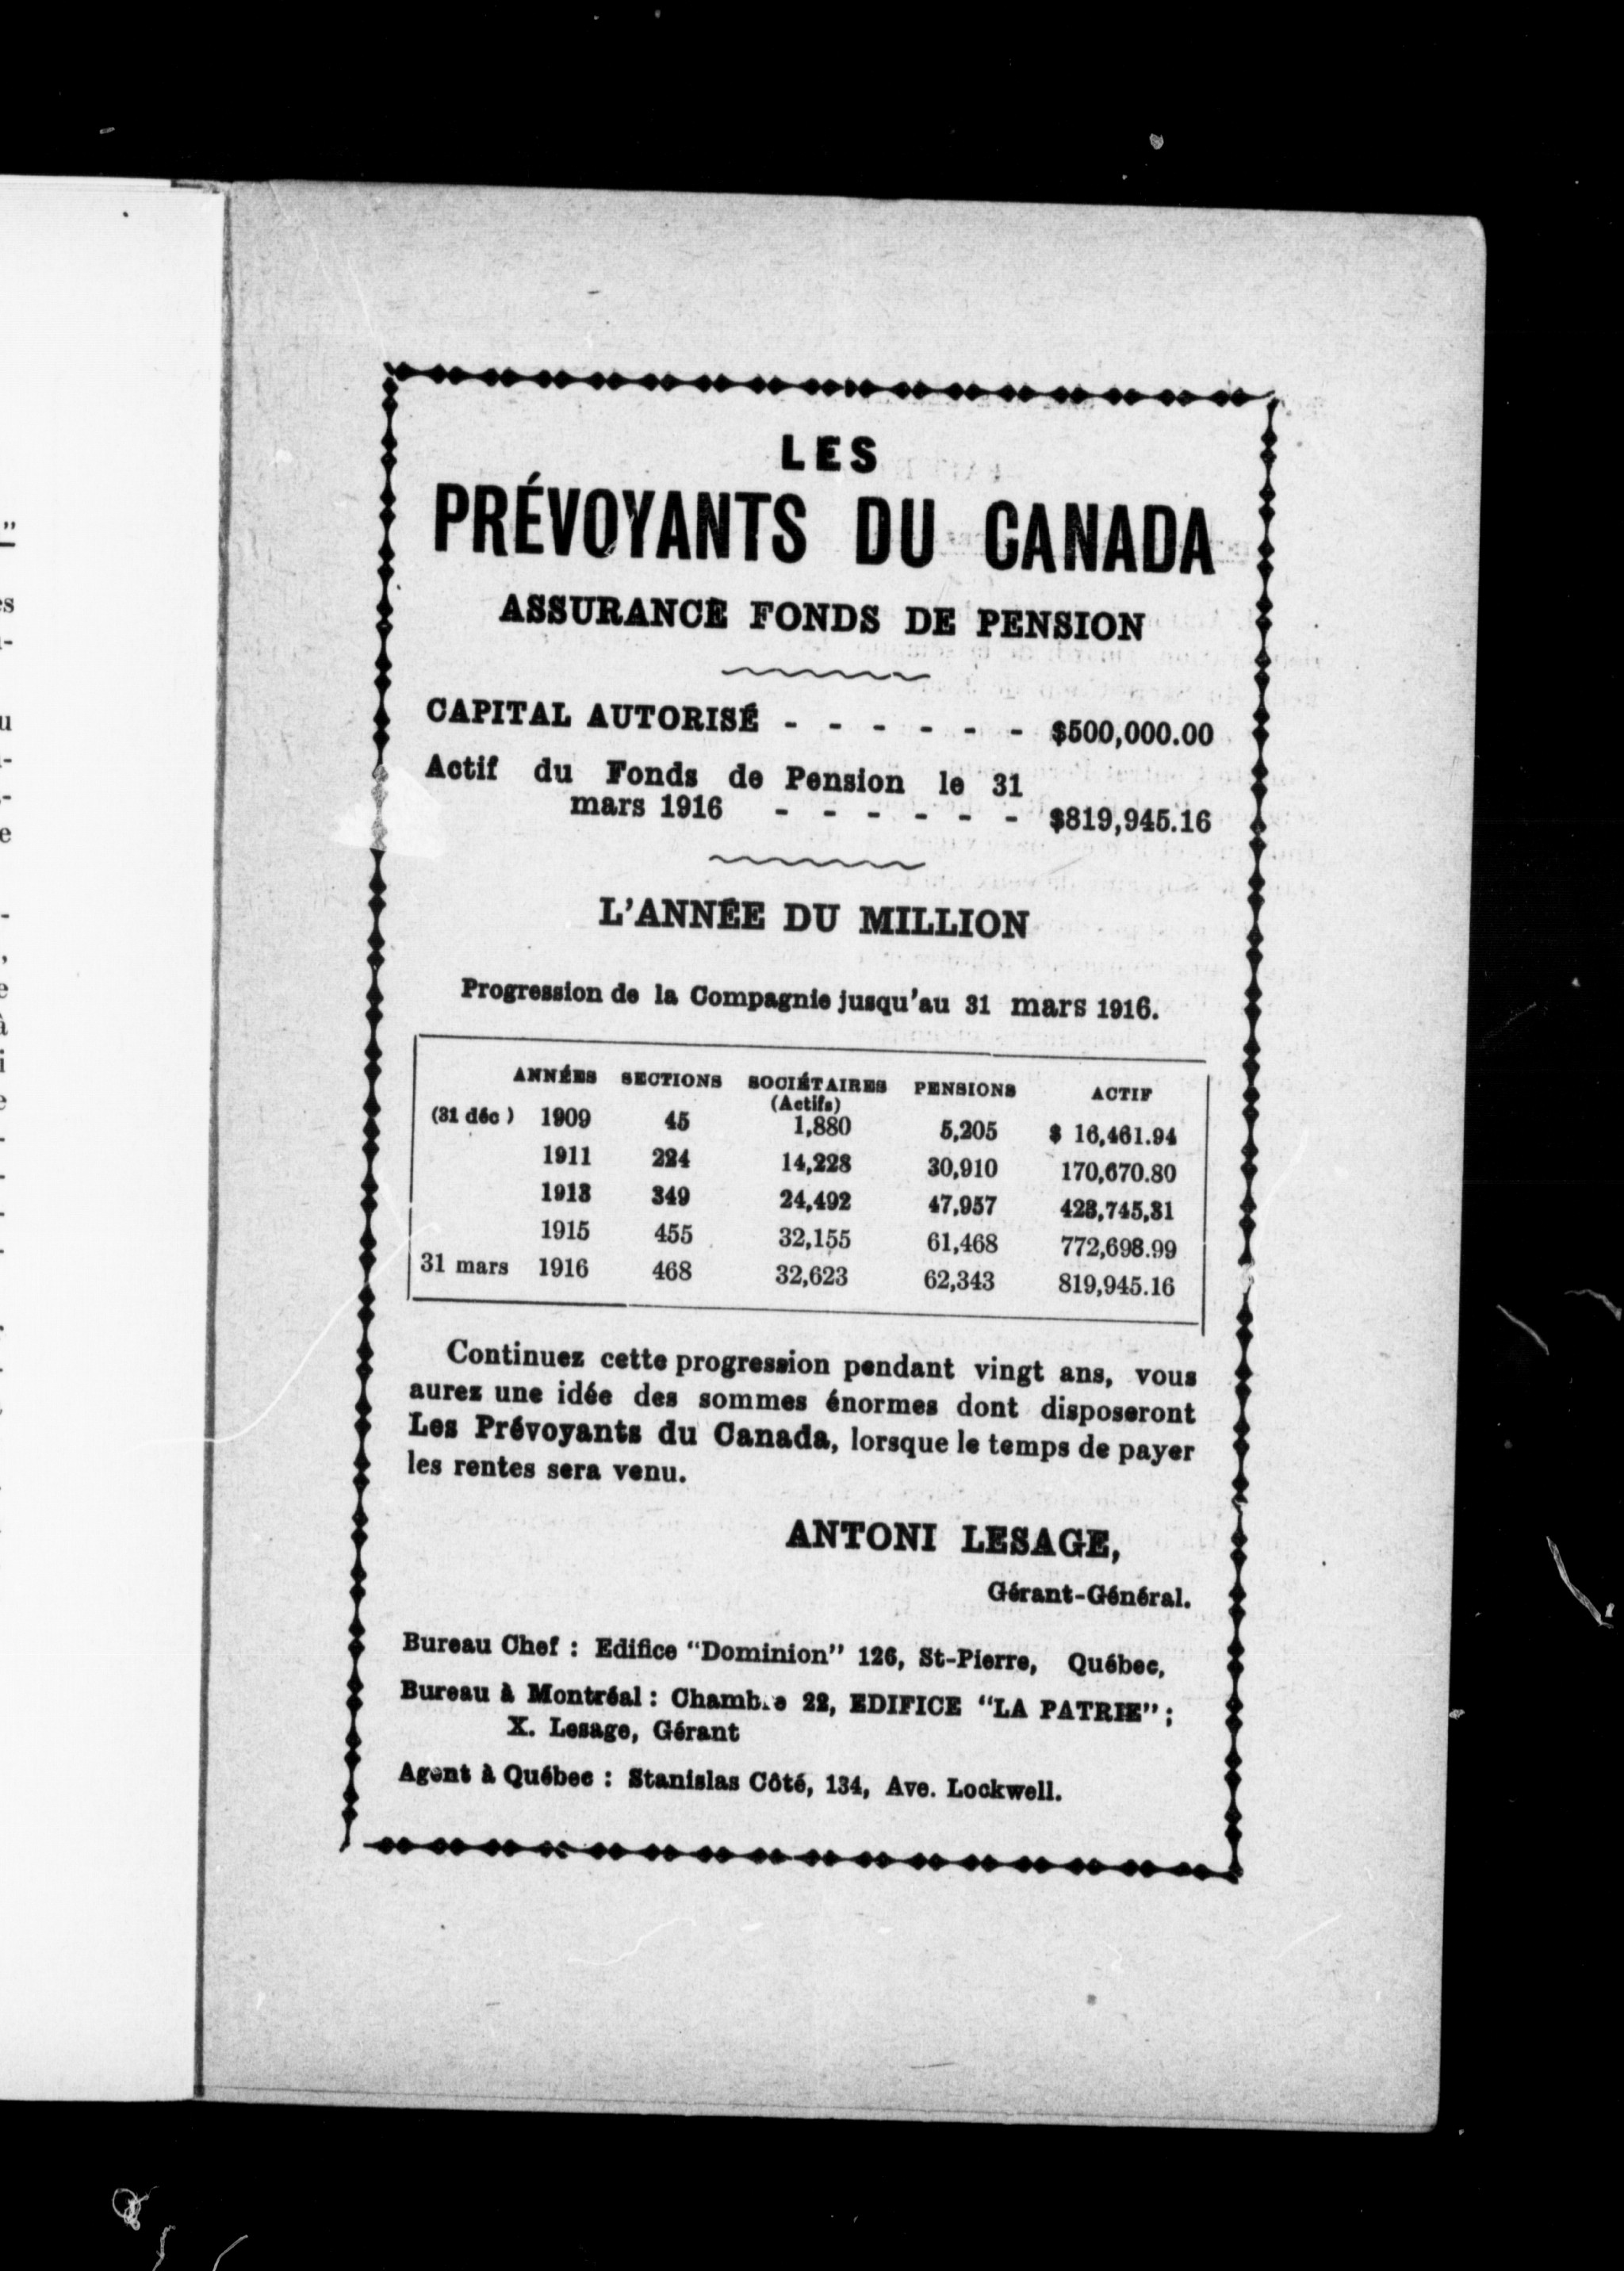 LES
PRÉVOYANTS DU CANADA
ASSURANCE FONDS DE PENSION
CAPITAL AUTORISÉ - - - - - - $500,000.00
Actif du Fonds de Pension le 31
mars 1916 - - - - - - $819,945.16
L'ANNÉE DU MILLION
Progression de la Compagnie jusqu'au 31 mars 1916.
ANNÉES SECTIONS SOCIÉTAIRES PENSIONS ACTIF
(Actifs)
(31 déc ) 1909 45 1,880 5,205 $ 16,461.94
1911 224 14,228 30,910 170,670.80
1913 349 24,492 47,957 423,745,31
1915 455 32,155 61,468 772,698.99
31 mars 1916 468 32,623 62,343 819,945.16
Continuez cette progression pendant vingt ans, vous
aurez une idée des sommes énormes dont disposeront
Les Prévoyants du Canada, lorsque le temps de payer
les rentes sera venu.
ANTONI LESAGE,
Gérant-Général.
Bureau Chef : Edifice "Dominion" 126, St-Pierre, Québec,
Bureau à Montréal : Chambre 22, EDIFICE "LA PATRIE" ;
X. Lesage, Gérant
Agent à Québec : Stanislas Côté, 134, Ave. Lockwell.